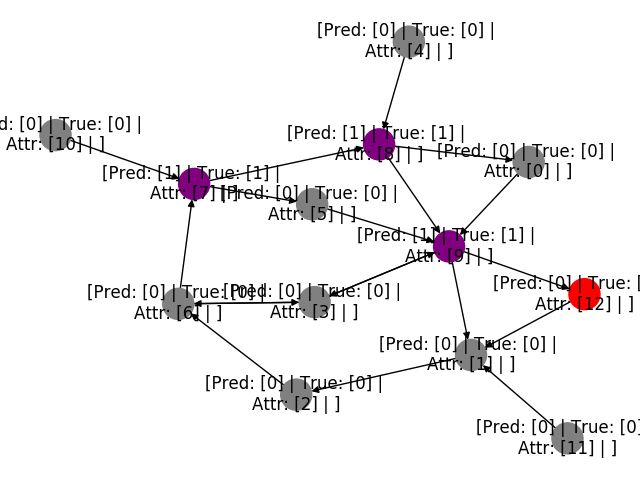 [Pred: [0] | True: [0] |
Attr: [4] | ]
d: [0] | True: [0] |
Attr: [10] | ]
[Pred: [1] | True: [1] |
Attr: [8] | ]
[Pred: [0] | True: [0] |
Attr: [0] | ]
[Pred: [1] | True: [1] |
Attr: [7] | ]
[Pred: [0] | True: [0] |
Attr: [5] | ]
[Pred: [1] | True: [1] |
Attr: [9] | ]
[Pred: [0] | True: [0] |
Attr: [6] | ]
[Pred: [0] | True: [0] |
Attr: [3] | ]
[Pred: [0] | True: [
Attr: [12] | ]
[Pred: [0] | True: [0] |
Attr: [1] | ]
[Pred: [0] | True: [0] |
Attr: [2] | ]
[Pred: [0] | True: [0]
Attr: [11] | ]